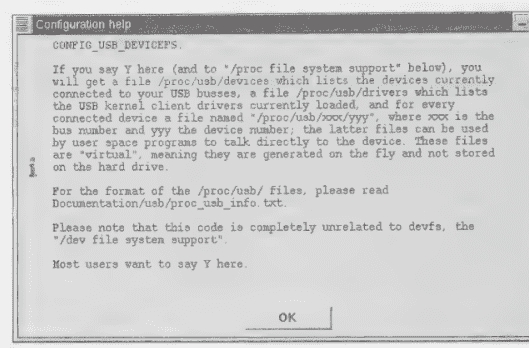 Configuration help
CONFIG_USB_DEVICEFS.
If you say Y here (and to "/proc file system support" below), you
will get a file /proc/usb/devices which lists the devices currently
connected to your USB busses, a file /proc/usb/drivers which lists
the USB kernel client drivers currently loaded, and for every
connected device a file named "/proc/usb/xxx/yyy", where xxx is the
bus number and yyy the device number; the latter files can be used
by user space programs to talk directly to the device. These files
are "virtual", meaning they are generated on the fly and not stored
on the hard drive.
For the format of the /proc/usb/ files, please read
Documentation/usb/proc_usb_info.txt.
Please note that this code is completely unrelated to devfs, the
"/dev file system support".
Most users want to say Y here.
OK